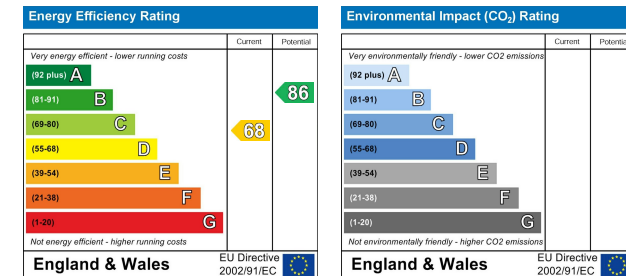 Energy Efficiency Rating
Current Potential
Very energy efficient - lower running costs
(92 plus) A
(81-91) B
(69-80) C
(55-68) D
(39-54) E
(21-38) F
(1-20) G
68
86
Not energy efficient - higher running costs
England & Wales
EU Directive
2002/91/EC
Environmental Impact (CO₂) Rating
Current Potential
Very environmentally friendly - lower CO2 emissions
(92 plus) A
(81-91) B
(69-80) C
(55-68) D
(39-54) E
(21-38) F
(1-20) G
Not environmentally friendly - higher CO2 emissions
England & Wales
EU Directive
2002/91/EC